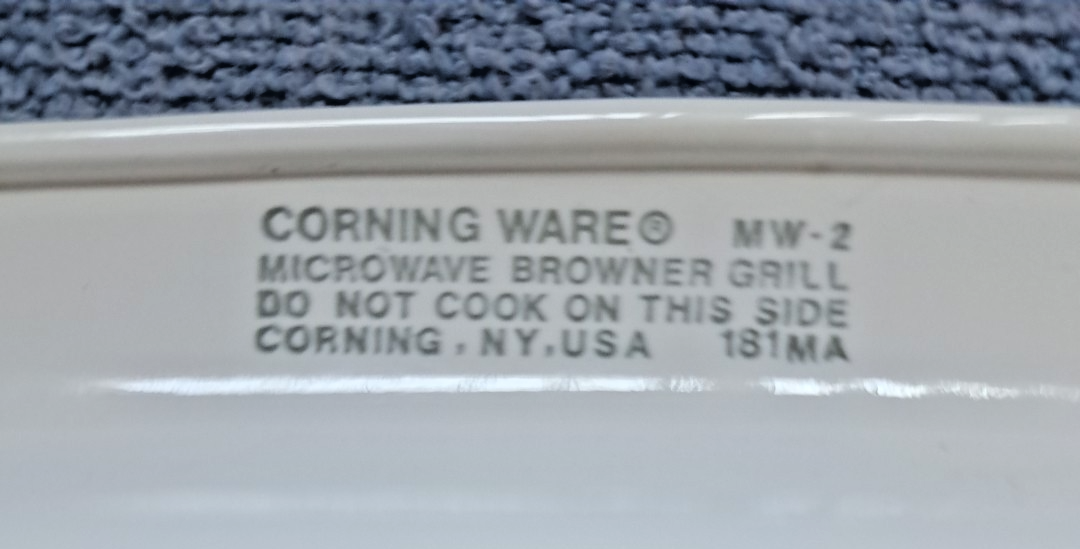 CORNING WARE® MW-2
MICROWAVE BROWNER GRILL
DO NOT COOK ON THIS SIDE
CORNING, NY, USA 181MA